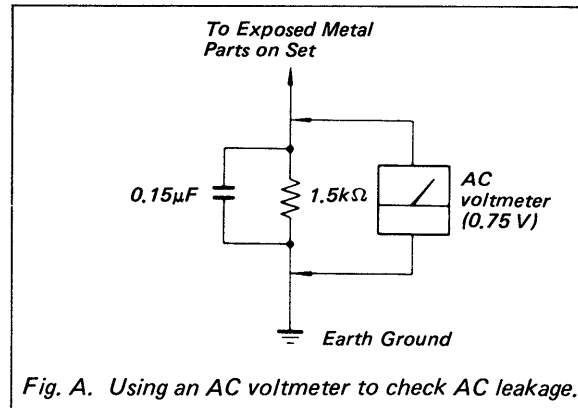 To Exposed Metal
Parts on Set
0.15µF
1.5kΩ
AC
voltmeter
(0.75 V)
Earth Ground
Fig. A. Using an AC voltmeter to check AC leakage.